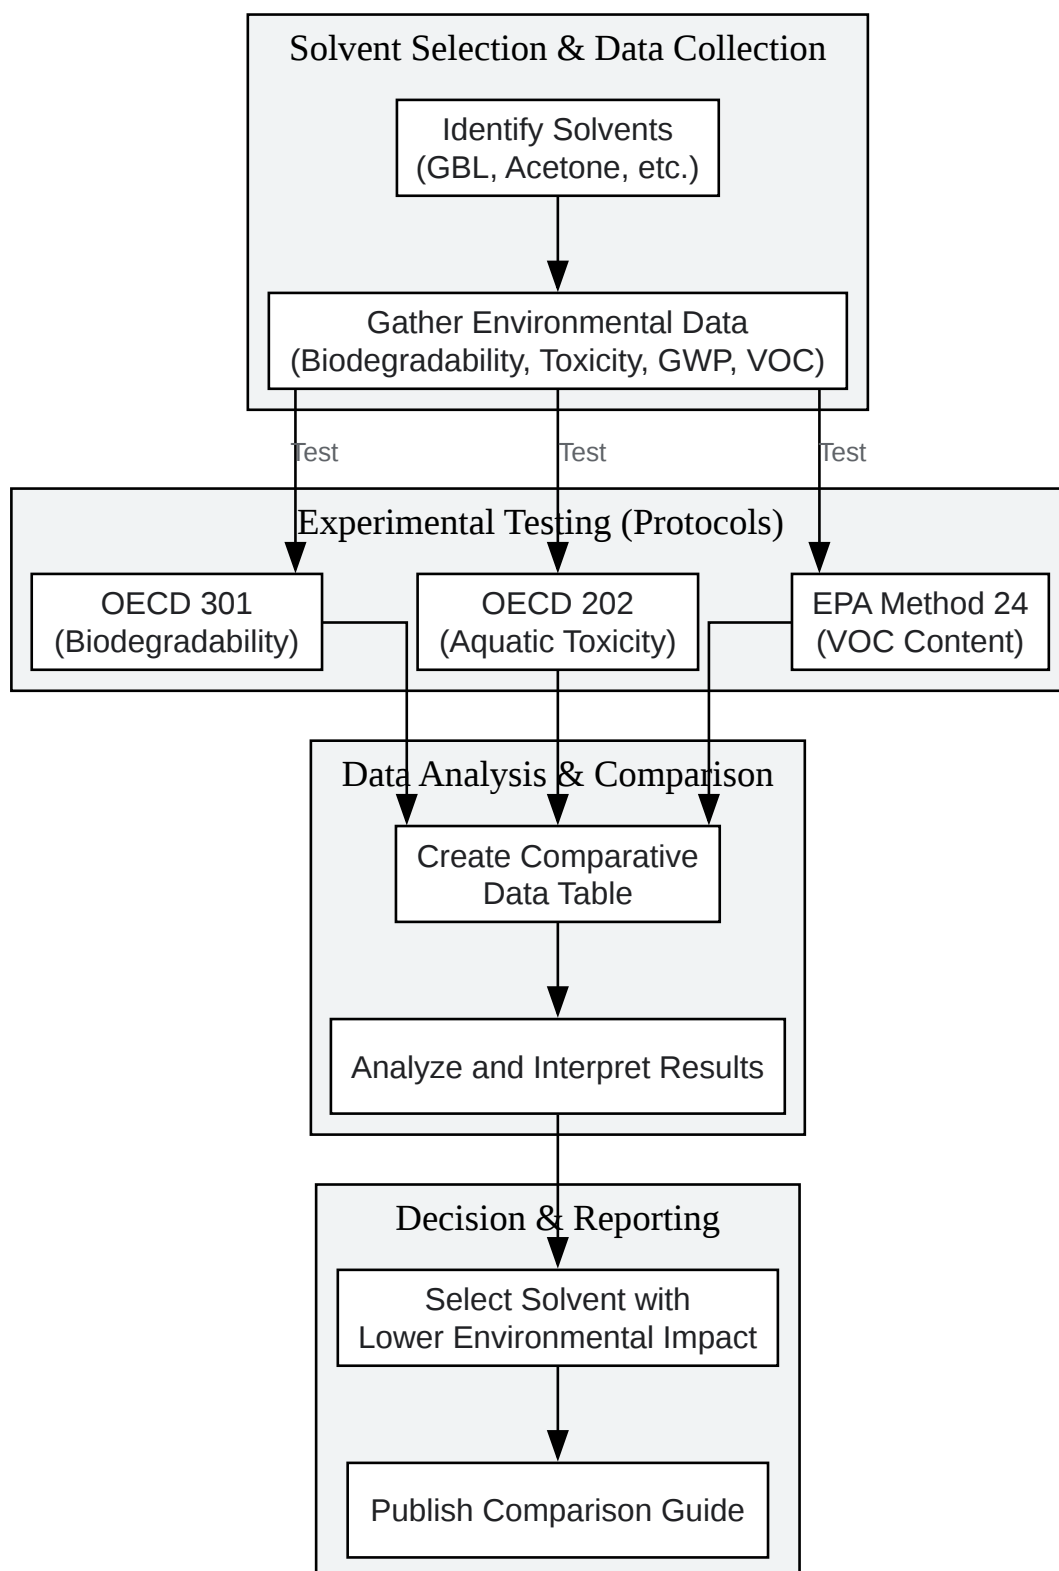 Solvent Selection & Data Collection
Identify Solvents
(GBL, Acetone, etc.)
Gather Environmental Data
(Biodegradability, Toxicity, GWP, VOC)
Test
Test
Test
Experimental Testing (Protocols)
OECD 301
(Biodegradability)
OECD 202
(Aquatic Toxicity)
EPA Method 24
(VOC Content)
Data Analysis & Comparison
Create Comparative
Data Table
Analyze and Interpret Results
Decision & Reporting
Select Solvent with
Lower Environmental Impact
Publish Comparison Guide